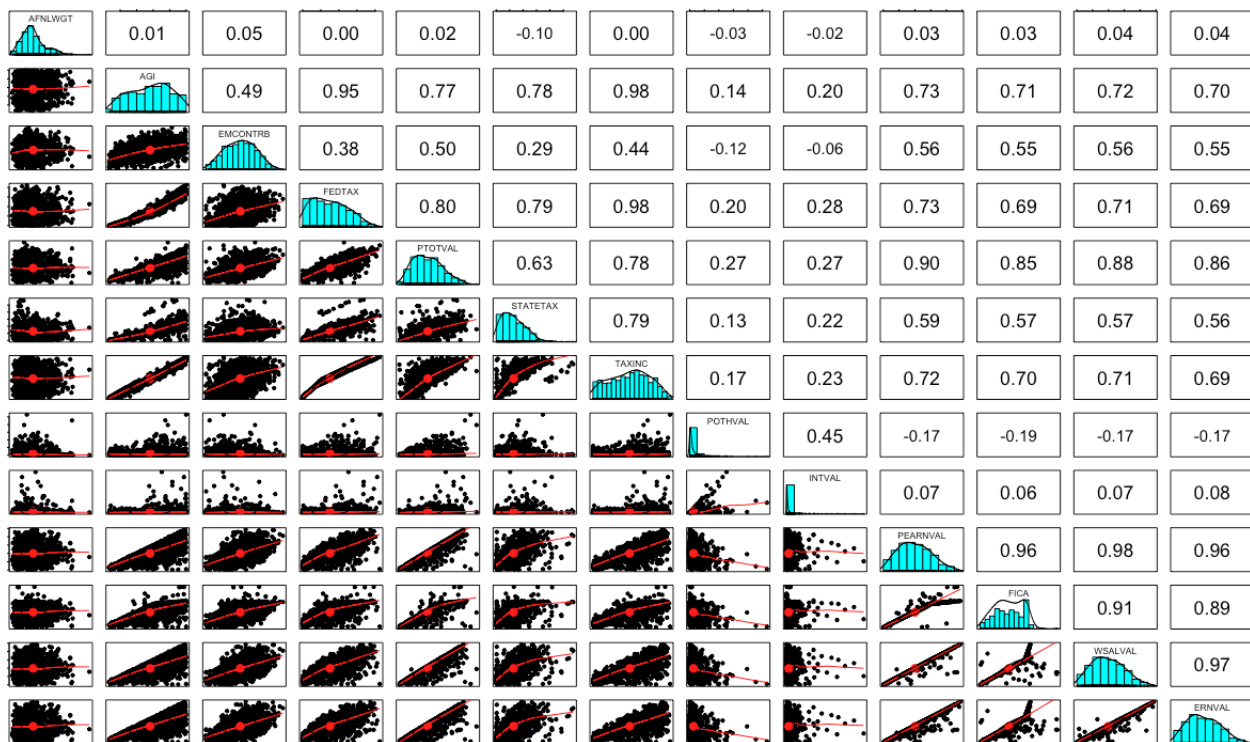 AFNLWGT 0.01 0.05 0.00 0.02 -0.10 0.00 -0.03 -0.02 0.03 0.03 0.04 0.04
AGI 0.49 0.95 0.77 0.78 0.98 0.14 0.20 0.73 0.71 0.72 0.70
EMCONTRB 0.38 0.50 0.29 0.44 -0.12 -0.06 0.56 0.55 0.56 0.55
FEDTAX 0.80 0.79 0.98 0.20 0.28 0.73 0.69 0.71 0.69
PTOTVAL 0.63 0.78 0.27 0.27 0.90 0.85 0.88 0.86
STATETAX 0.79 0.13 0.22 0.59 0.57 0.57 0.56
TAXINC 0.17 0.23 0.72 0.70 0.71 0.69
POTHVAL 0.45 -0.17 -0.19 -0.17 -0.17
INTVAL 0.07 0.06 0.07 0.08
PEARNVAL 0.96 0.98 0.96
FICA 0.91 0.89
WSALVAL 0.97
ERNVAL